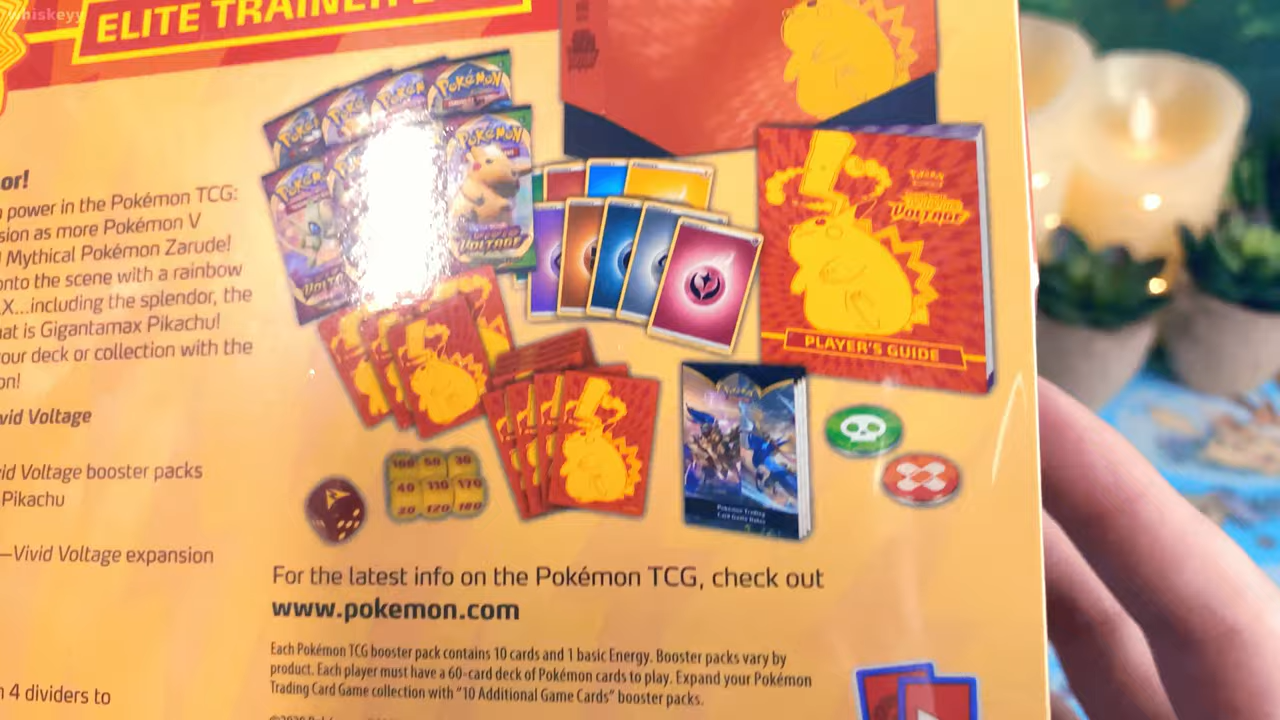 whiskeyy
ELITE TRAINER
or!
power in the Pokémon TCG:
sion as more Pokémon V
Mythical Pokémon Zarude!
onto the scene with a rainbow
X...including the splendor, the
at is Gigantamax Pikachu!
our deck or collection with the
on!
vid Voltage
id Voltage booster packs
Pikachu
—Vivid Voltage expansion
4 dividers to
POKÉMON
POKÉMON
VOLTAGE
VOLTAGE
PLAYER'S GUIDE
100 50 30
40 110 170
20 120 180
Pokémon Trading
Card Game Rules
For the latest info on the Pokémon TCG, check out
www.pokemon.com
Each Pokémon TCG booster pack contains 10 cards and 1 basic Energy. Booster packs vary by
product. Each player must have a 60-card deck of Pokémon cards to play. Expand your Pokémon
Trading Card Game collection with “10 Additional Game Cards” booster packs.